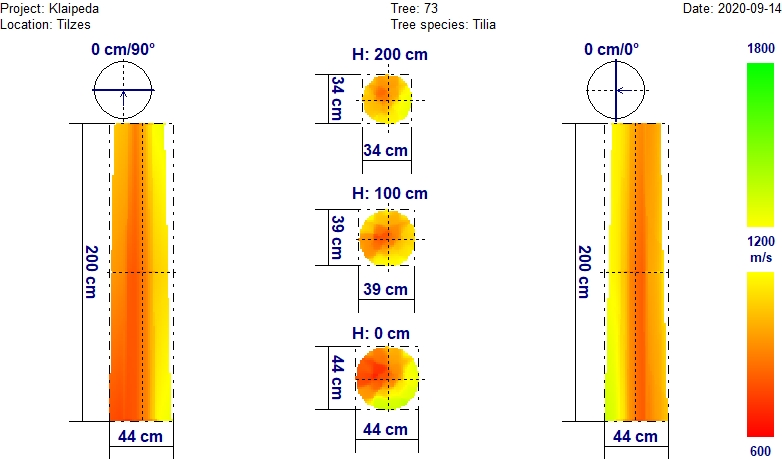 Project: Klaipeda Tree: 73 Date: 2020-09-14
Location: Tilzes Tree species: Tilia
0 cm/90° 0 cm/0° 1800
H: 200 cm
34 cm
34 cm
H: 100 cm
39 cm
39 cm
200 cm
200 cm
1200
m/s
H: 0 cm
44 cm
44 cm
44 cm
44 cm
600